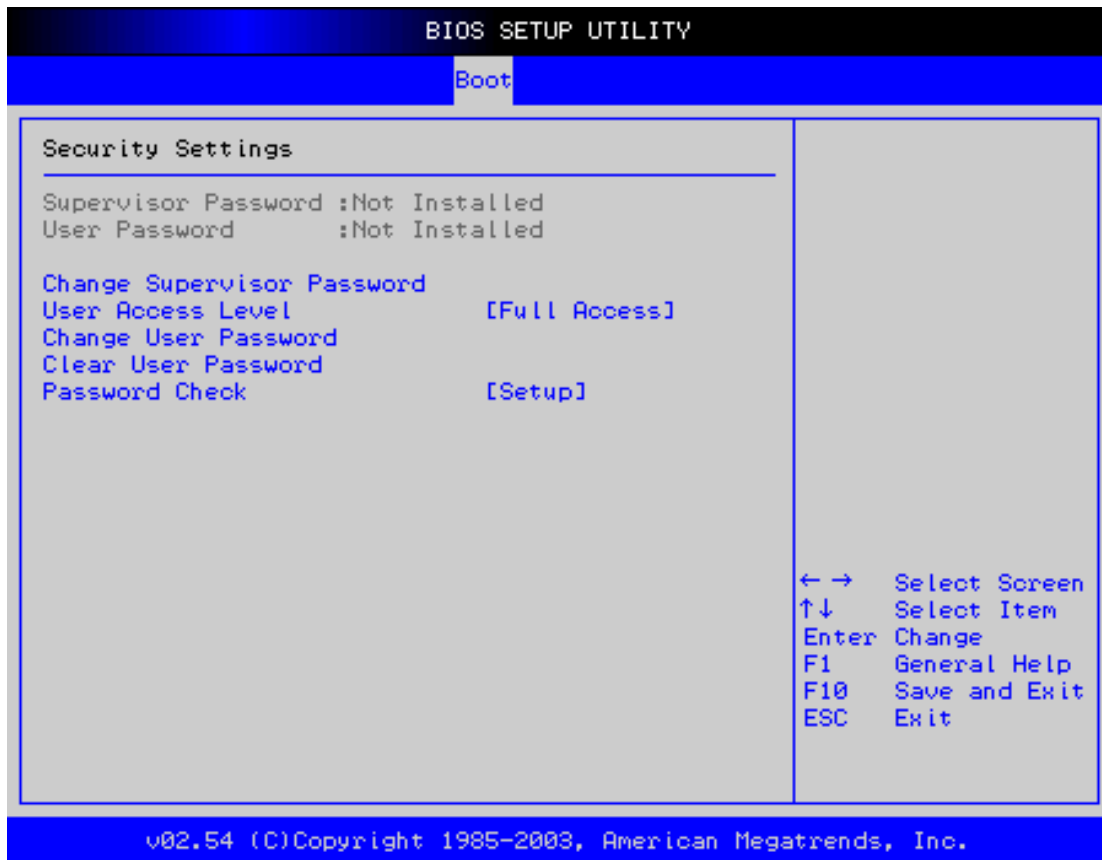 BIOS SETUP UTILITY
Boot
Security Settings
Supervisor Password :Not Installed
User Password :Not Installed
Change Supervisor Password
User Access Level [Full Access]
Change User Password
Clear User Password
Password Check [Setup]
← → Select Screen
↑↓ Select Item
Enter Change
F1 General Help
F10 Save and Exit
ESC Exit
v02.54 (C)Copyright 1985-2003, American Megatrends, Inc.